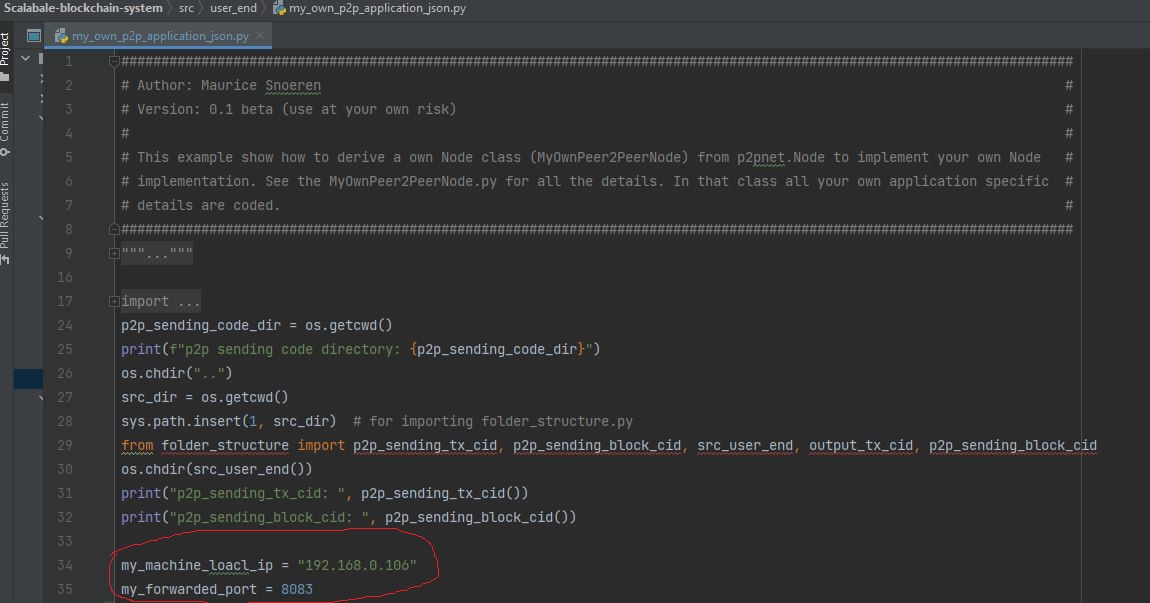 Scalabale-blockchain-system > src > user_end > my_own_p2p_application_json.py
my_own_p2p_application_json.py ×
Project
Commit
Pull Requests
1 #######################################################################################################################
2 # Author: Maurice Snoeren #
3 # Version: 0.1 beta (use at your own risk) #
4 # #
5 # This example show how to derive a own Node class (MyOwnPeer2PeerNode) from p2pnet.Node to implement your own Node #
6 # implementation. See the MyOwnPeer2PeerNode.py for all the details. In that class all your own application specific #
7 # details are coded. #
8 #######################################################################################################################
9 """..."""
16
17 import ...
24 p2p_sending_code_dir = os.getcwd()
25 print(f"p2p sending code directory: {p2p_sending_code_dir}")
26 os.chdir("..")
27 src_dir = os.getcwd()
28 sys.path.insert(1, src_dir)  # for importing folder_structure.py
29 from folder_structure import p2p_sending_tx_cid, p2p_sending_block_cid, src_user_end, output_tx_cid, p2p_sending_block_cid
30 os.chdir(src_user_end())
31 print("p2p_sending_tx_cid: ", p2p_sending_tx_cid())
32 print("p2p_sending_block_cid: ", p2p_sending_block_cid())
33
34 my_machine_loacl_ip = "192.168.0.106"
35 my_forwarded_port = 8083